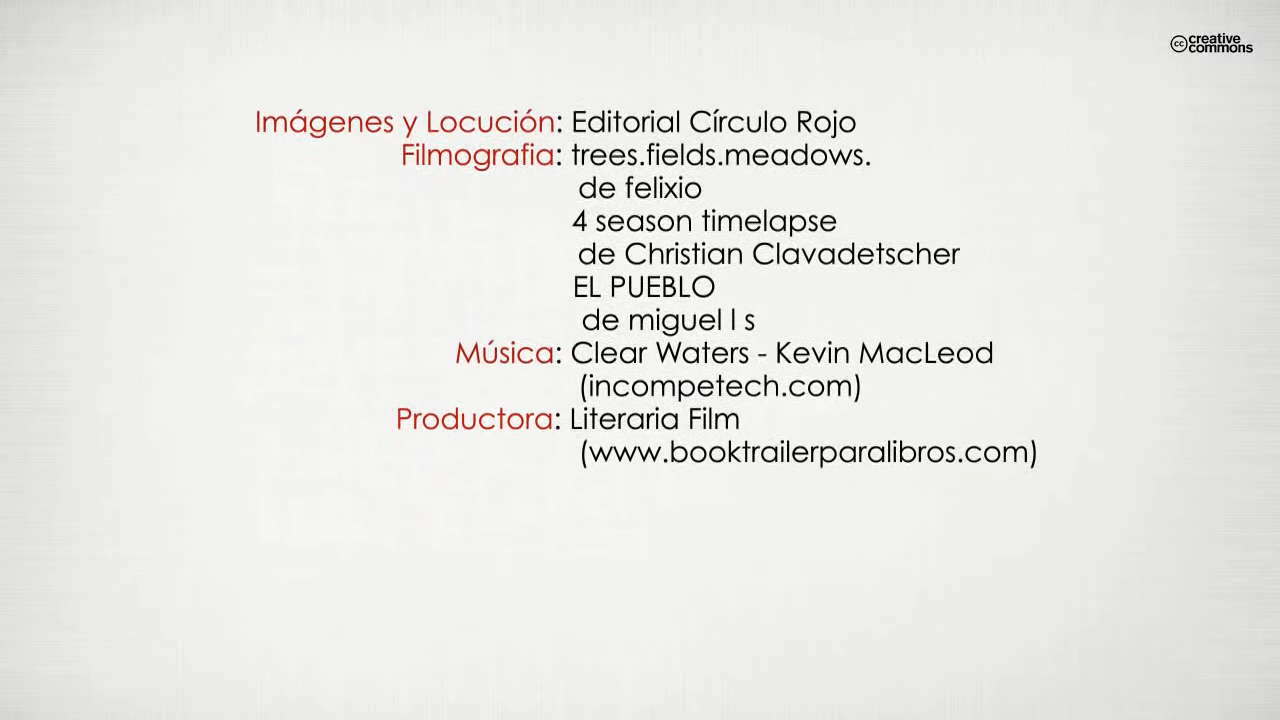 creative
commons
Imágenes y Locución: Editorial Círculo Rojo
Filmografia: trees.fields.meadows.
de felixio
4 season timelapse
de Christian Clavadetscher
EL PUEBLO
de miguel l s
Música: Clear Waters - Kevin MacLeod
(incompetech.com)
Productora: Literaria Film
(www.booktrailerparalibros.com)